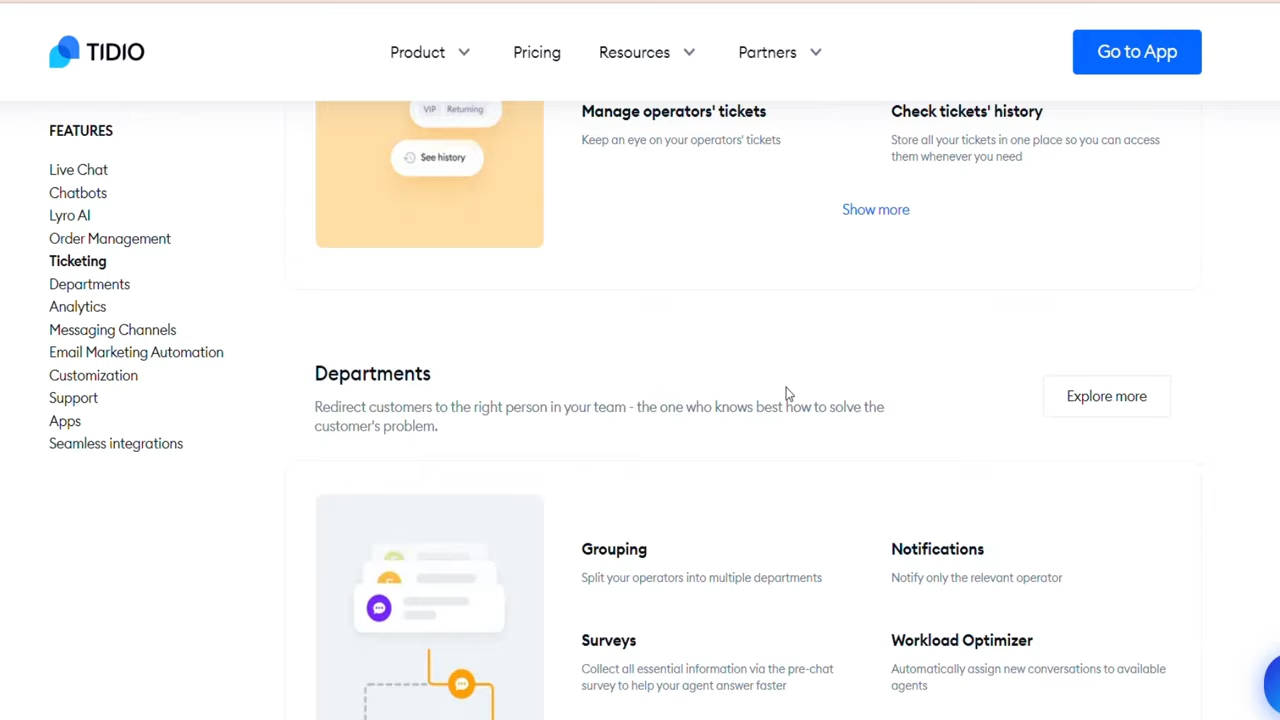 TIDIO
Product
Pricing
Resources
Partners
Go to App
FEATURES
Live Chat
Chatbots
Lyro AI
Order Management
Ticketing
Departments
Analytics
Messaging Channels
Email Marketing Automation
Customization
Support
Apps
Seamless integrations
VIP Returning
See history
Manage operators' tickets
Keep an eye on your operators' tickets
Check tickets' history
Store all your tickets in one place so you can access
them whenever you need
Show more
Departments
Redirect customers to the right person in your team - the one who knows best how to solve the
customer's problem.
Explore more
Grouping
Split your operators into multiple departments
Notifications
Notify only the relevant operator
Surveys
Collect all essential information via the pre-chat
survey to help your agent answer faster
Workload Optimizer
Automatically assign new conversations to available
agents